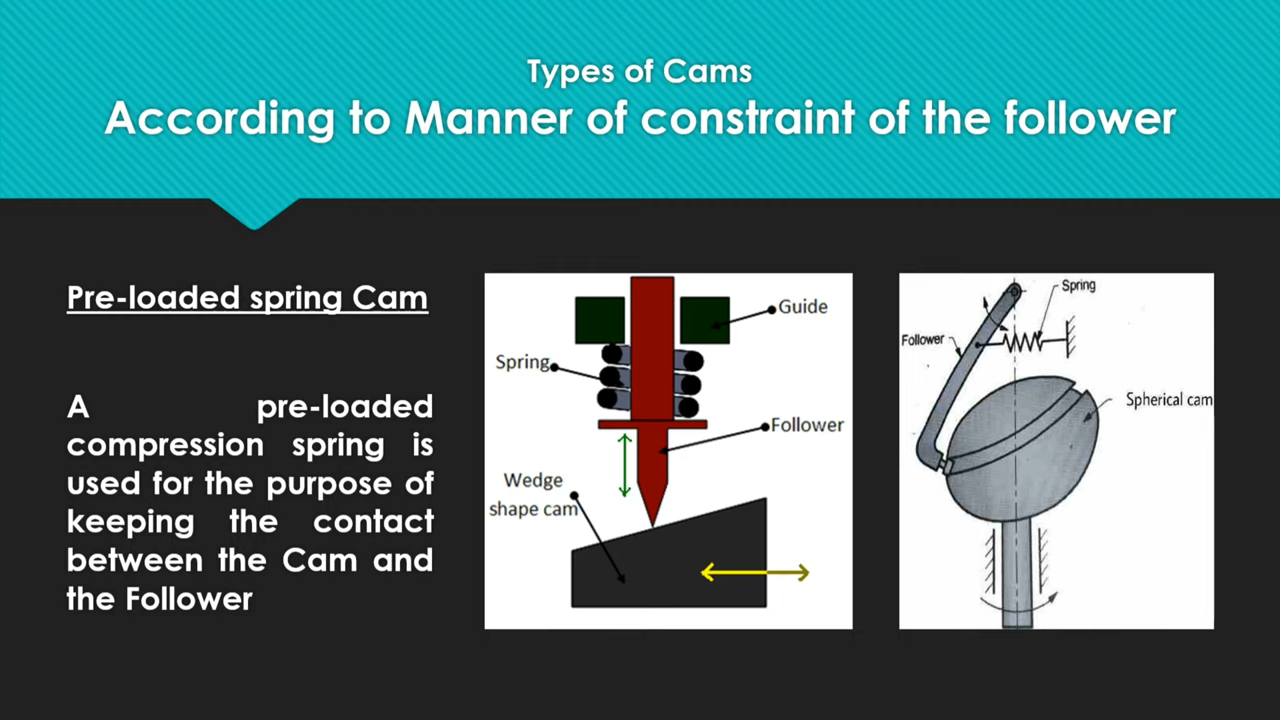 Types of Cams
According to Manner of constraint of the follower
Pre-loaded spring Cam
A pre-loaded
compression spring is
used for the purpose of
keeping the contact
between the Cam and
the Follower
Guide
Spring
Follower
Wedge
shape cam
Spring
Follower
Spherical cam